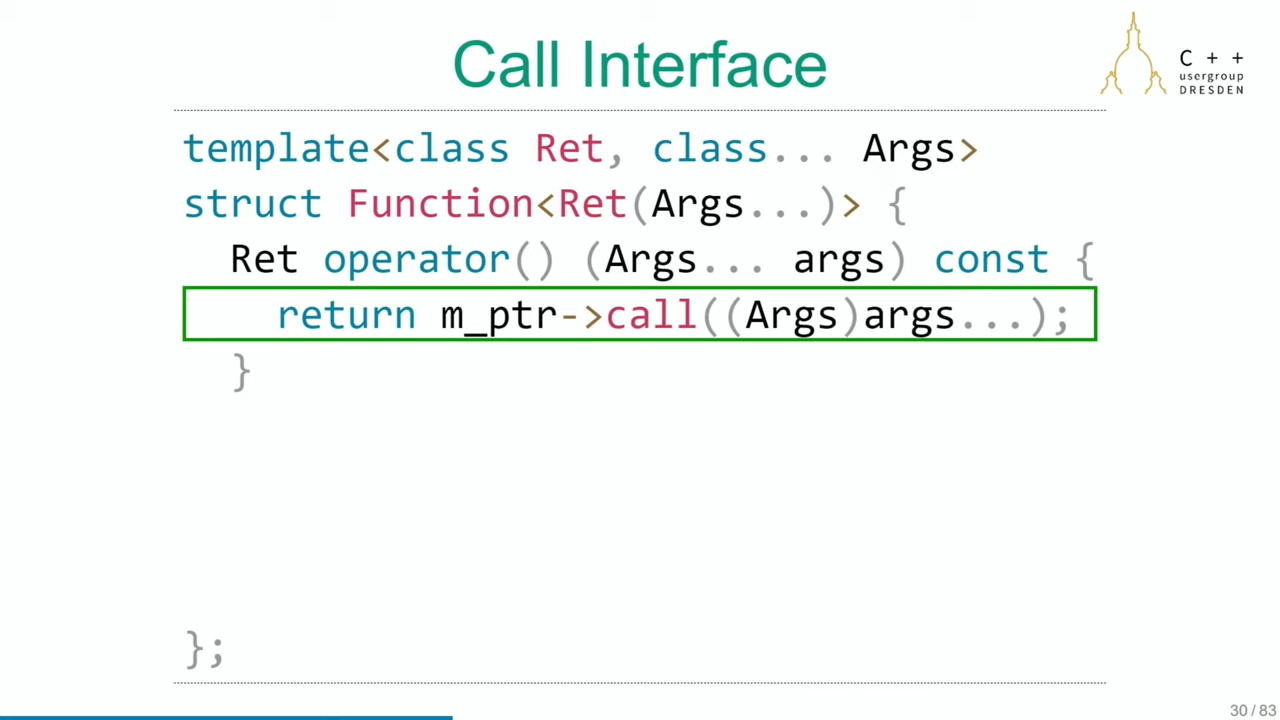 Call Interface
C + +
usergroup
DRESDEN
template<class Ret, class... Args>
struct Function<Ret(Args...)> {
  Ret operator() (Args... args) const {
    return m_ptr->call((Args)args...);
  }
};
30 / 83